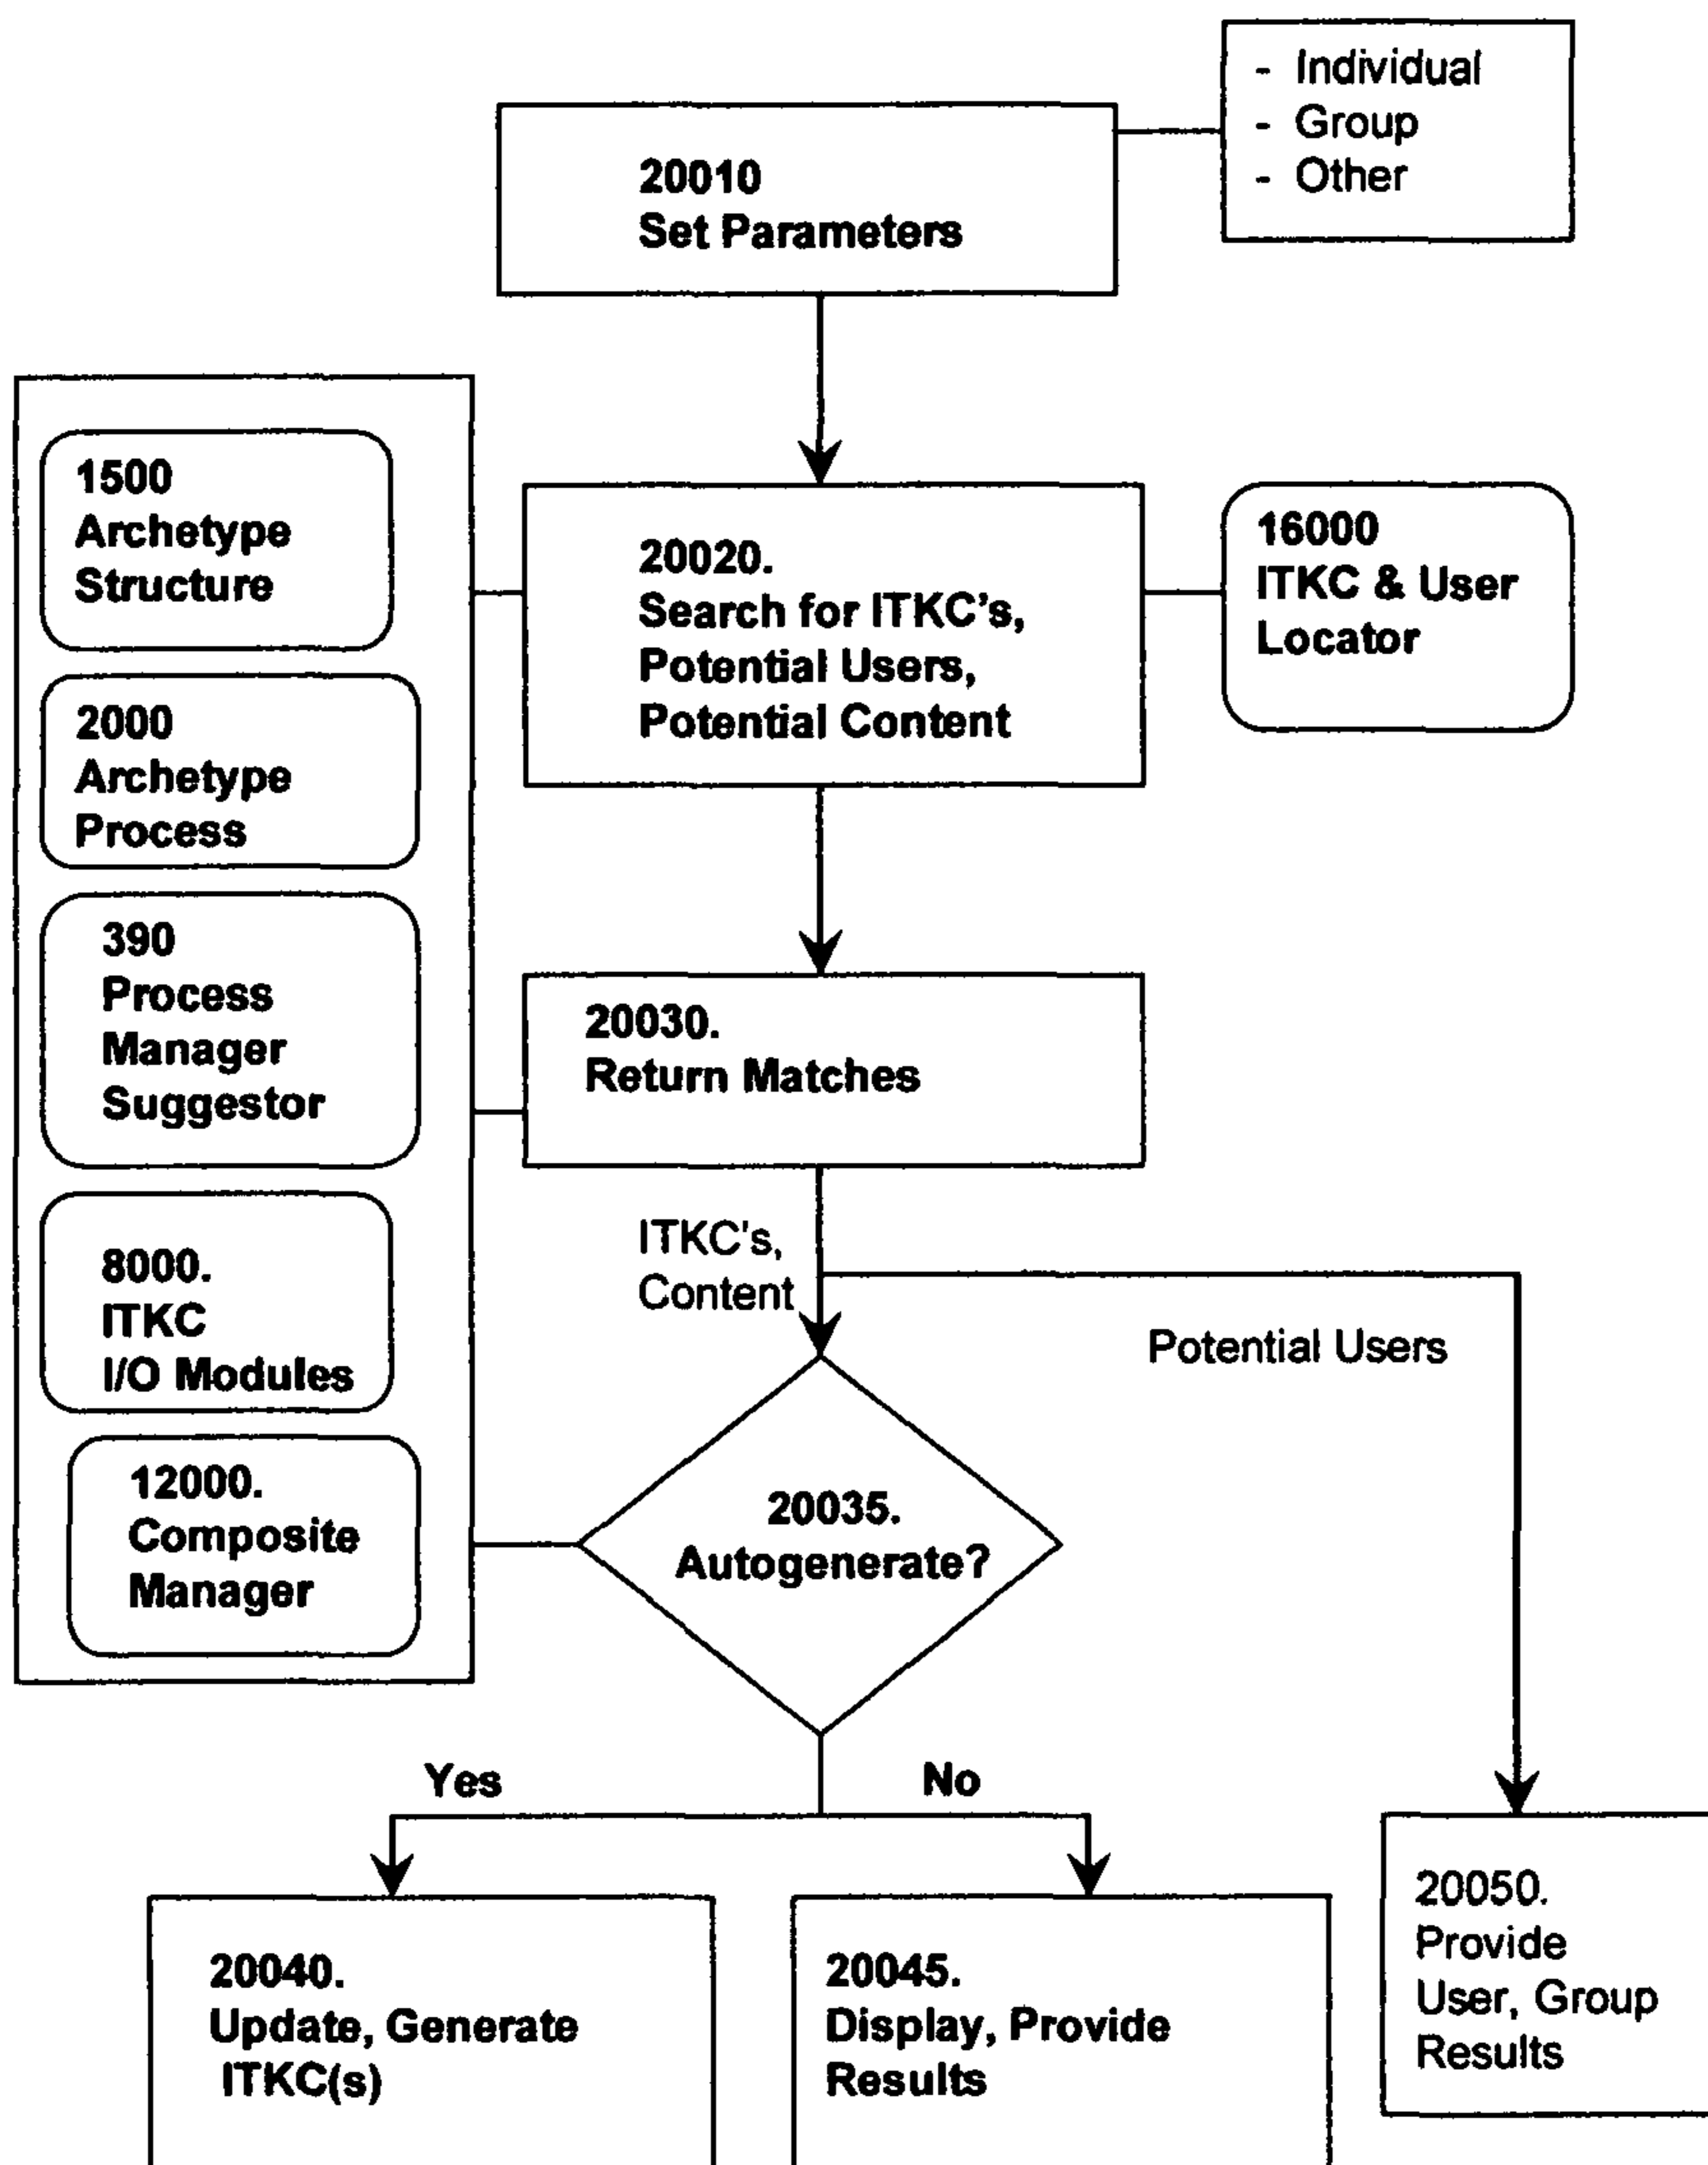 - Individual
- Group
- Other
20010
Set Parameters
1500
Archetype
Structure
2000
Archetype
Process
390
Process
Manager
Suggestor
8000.
ITKC
I/O Modules
12000.
Composite
Manager
20020.
Search for ITKC's,
Potential Users,
Potential Content
16000
ITKC & User
Locator
20030.
Return Matches
ITKC's,
Content
Potential Users
20035.
Autogenerate?
Yes
No
20040.
Update, Generate
ITKC(s)
20045.
Display, Provide
Results
20050.
Provide
User, Group
Results